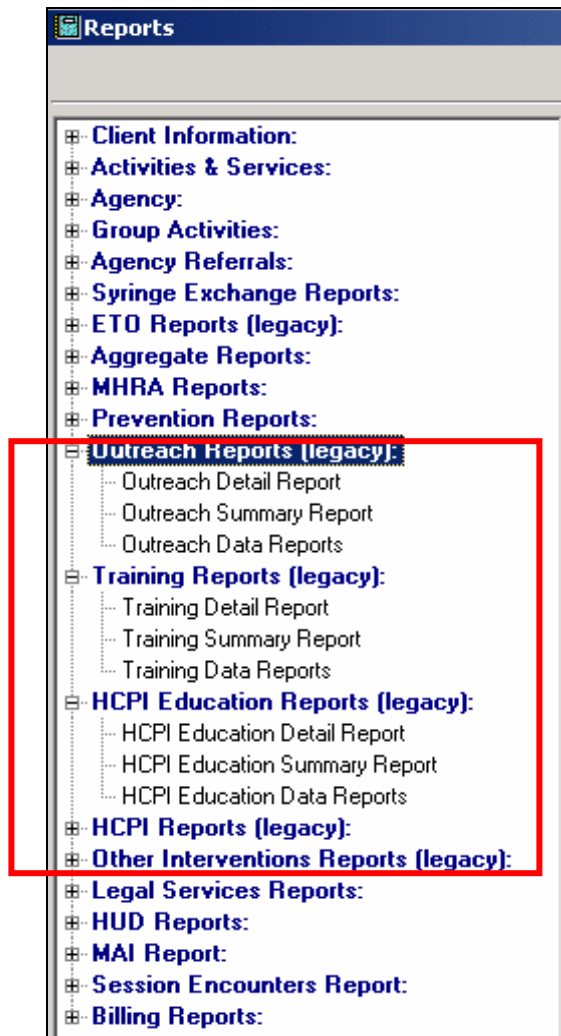 Reports
Client Information:
Activities & Services:
Agency:
Group Activities:
Agency Referrals:
Syringe Exchange Reports:
ETO Reports (legacy):
Aggregate Reports:
MHRA Reports:
Prevention Reports:
Outreach Reports (legacy):
Outreach Detail Report
Outreach Summary Report
Outreach Data Reports
Training Reports (legacy):
Training Detail Report
Training Summary Report
Training Data Reports
HCPI Education Reports (legacy):
HCPI Education Detail Report
HCPI Education Summary Report
HCPI Education Data Reports
HCPI Reports (legacy):
Other Interventions Reports (legacy):
Legal Services Reports:
HUD Reports:
MAI Report:
Session Encounters Report:
Billing Reports: